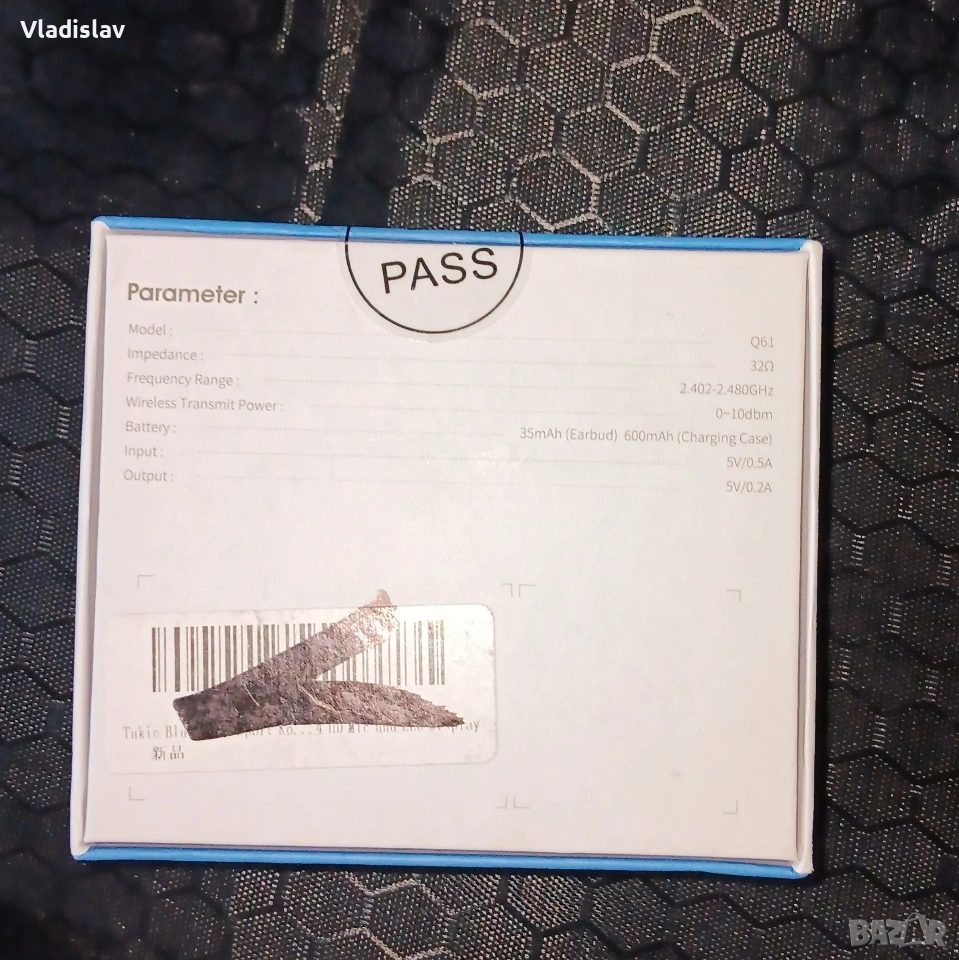 Vladislav
PASS
Parameter :
Model : Q61
Impedance : 32Ω
Frequency Range : 2.402-2.480GHz
Wireless Transmit Power : 0~10dbm
Battery : 35mAh (Earbud) 600mAh (Charging Case)
Input : 5V/0.5A
Output : 5V/0.2A
新品
BAZAR